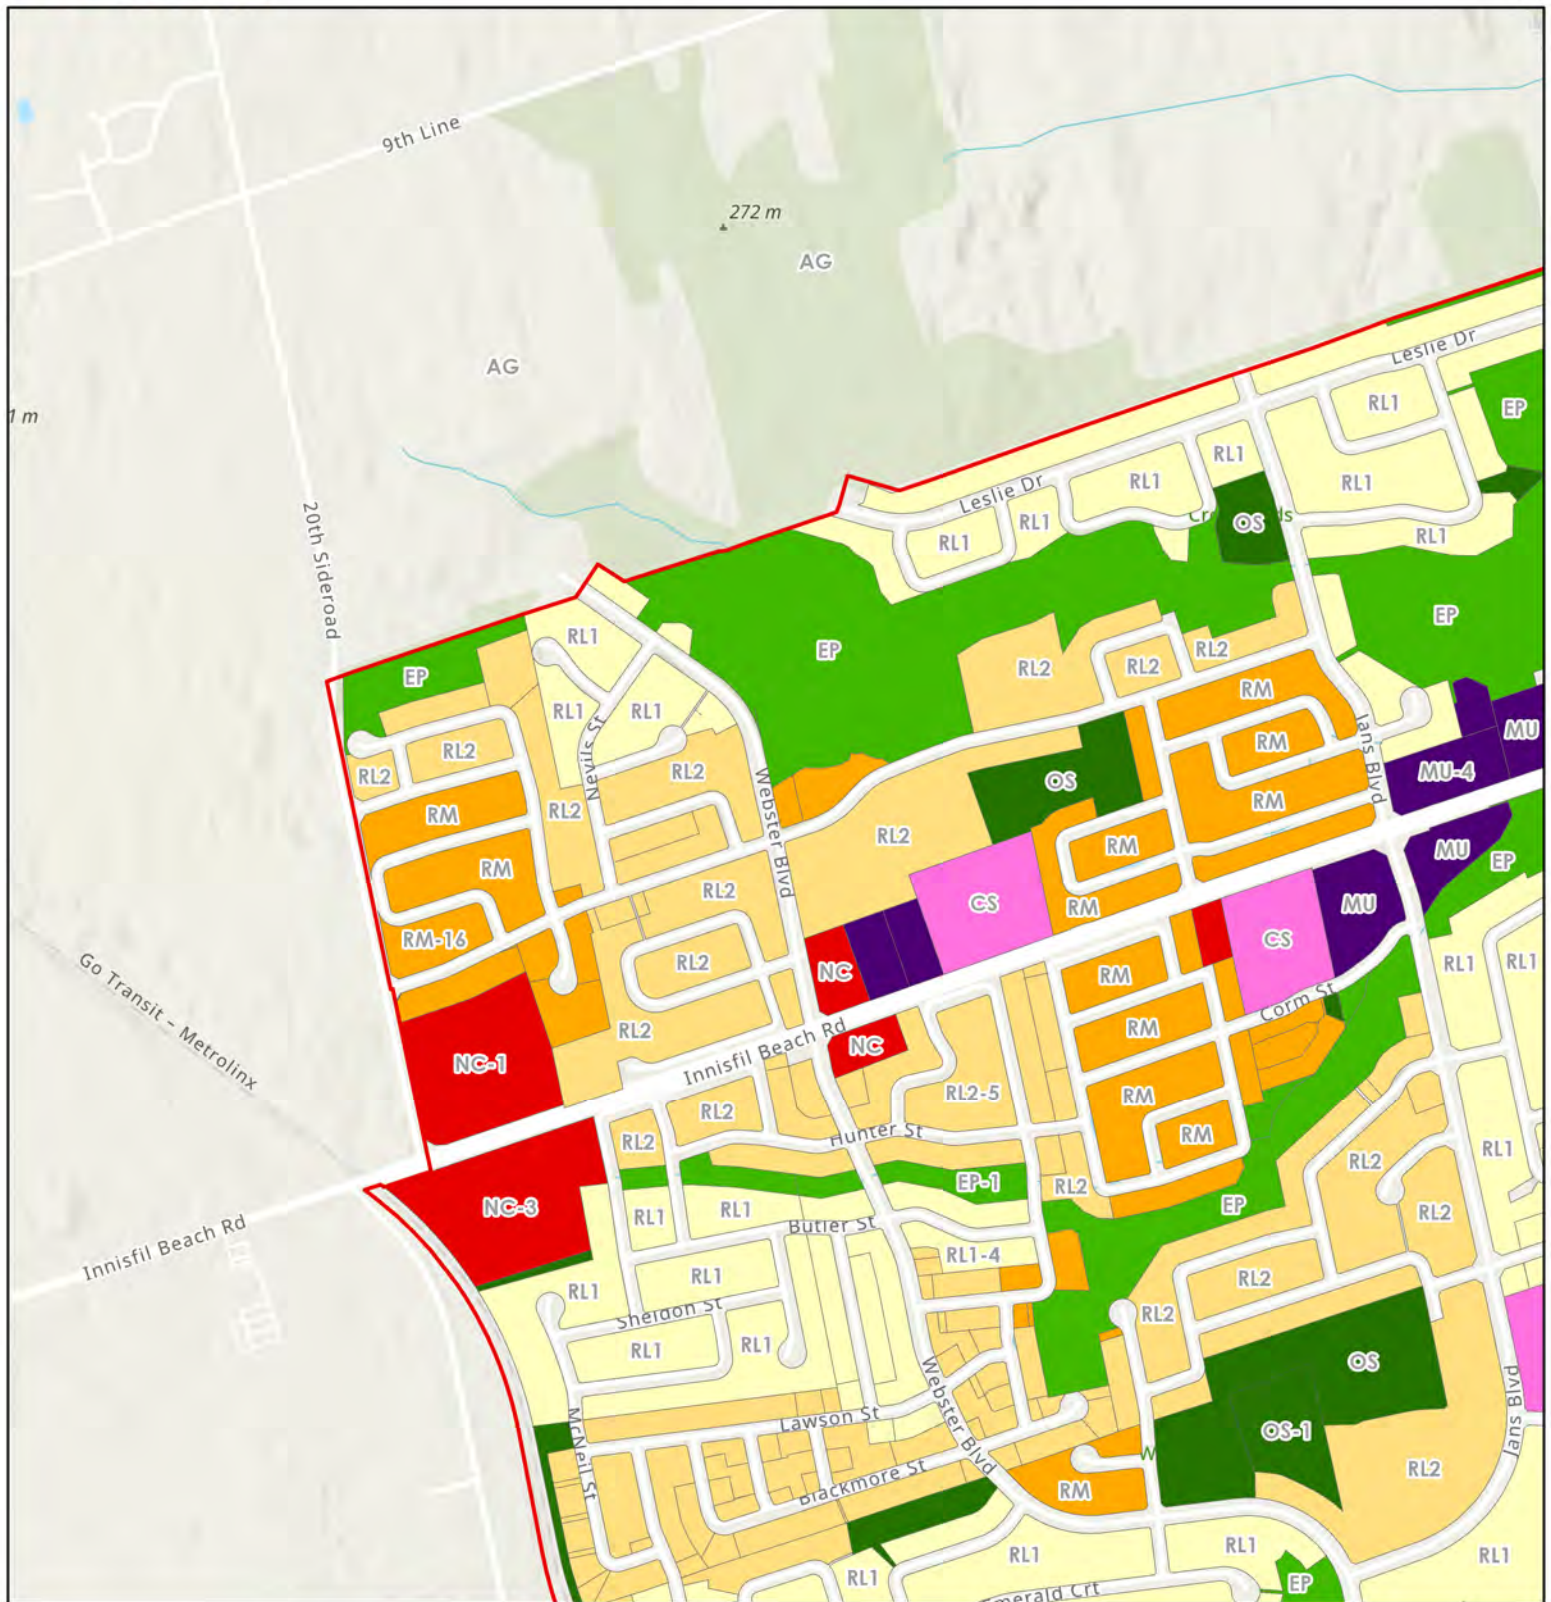 9th Line
272 m
AG
AG
1 m
Leslie Dr
RL1
EP
RL1
RL1
RL1
Leslie Dr
RL1
RL1
OS
RL1
RL1
20th Sideroad
EP
RL1
EP
RL2
RL2
RL2
EP
RM
RL1
RL1
Nevis St
RL2
RL2
RL2
OS
RM
Jans Blvd
MU
MU-4
RM
RM
RL2
Webster Blvd
RL2
RM
MU
EP
RM
RL2
CS
RM
MU
RM-16
RL2
NC
CS
RL1
RL1
RM
Go Transit - Metrolinx
Corm St
RL2
RM
Innisfil Beach Rd
NC
NC-1
RL2-5
RM
RL2
RL2
Hunter St
RM
RL1
RL2
EP-1
RL2
NC-3
RL1
RL1
EP
RL2
Butler St
Innisfil Beach Rd
RL1-4
RL1
RL2
RL1
Sheldon St
RL2
RL1
RL1
OS
Webster Blvd
Jans Blvd
McNeil St
Lawson St
OS-1
W
RL2
Blackmore St
RM
RL1
RL1
RL1
RL1
EP
merald Crt